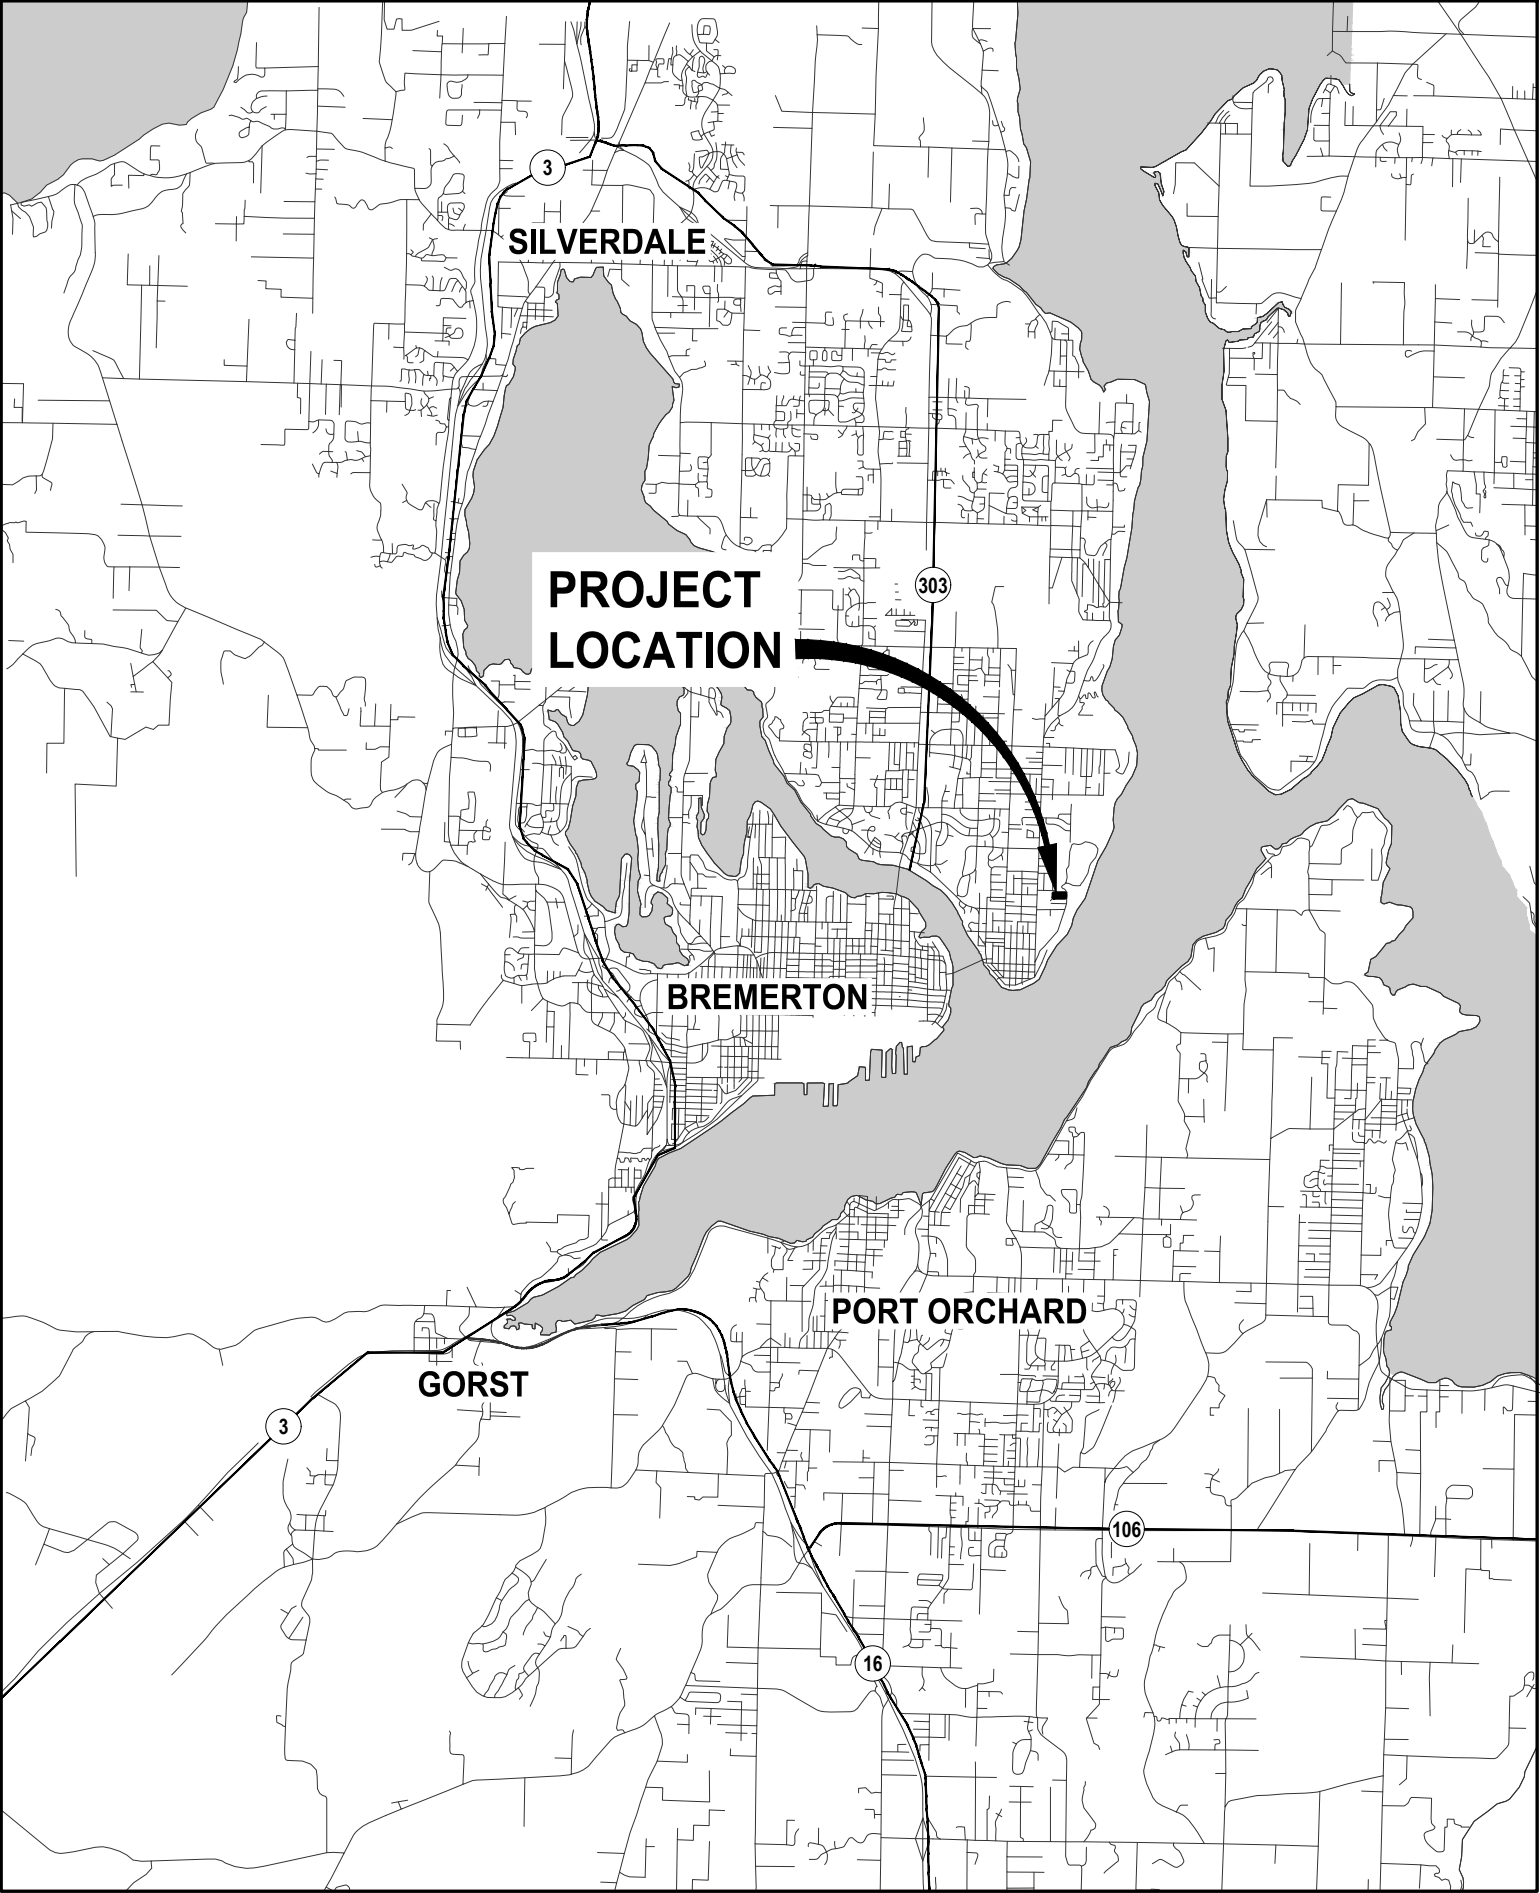 3
SILVERDALE
PROJECT
LOCATION
303
BREMERTON
PORT ORCHARD
GORST
3
106
16